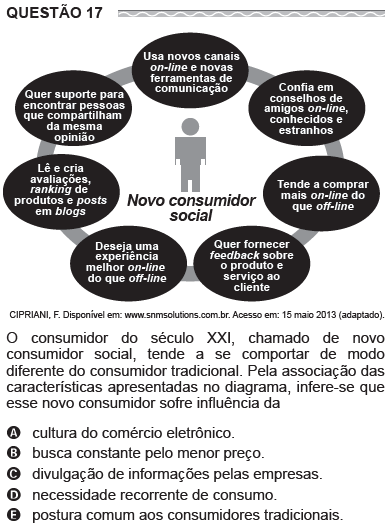 QUESTÃO 17
Usa novos canais
on-line e novas
ferramentas de
comunicação
Confia em
conselhos de
amigos on-line,
conhecidos e
estranhos
Tende a comprar
mais on-line do
que off-line
Quer fornecer
feedback sobre
o produto e
serviço ao
cliente
Deseja uma
experiência
melhor on-line
do que off-line
Lê e cria
avaliações,
ranking de
produtos e posts
em blogs
Quer suporte para
encontrar pessoas
que compartilham
da mesma
opinião
Novo consumidor
social
CIPRIANI, F. Disponível em: www.snmsolutions.com.br. Acesso em: 15 maio 2013 (adaptado).
O consumidor do século XXI, chamado de novo
consumidor social, tende a se comportar de modo
diferente do consumidor tradicional. Pela associação das
características apresentadas no diagrama, infere-se que
esse novo consumidor sofre influência da
A cultura do comércio eletrônico.
B busca constante pelo menor preço.
C divulgação de informações pelas empresas.
D necessidade recorrente de consumo.
E postura comum aos consumidores tradicionais.